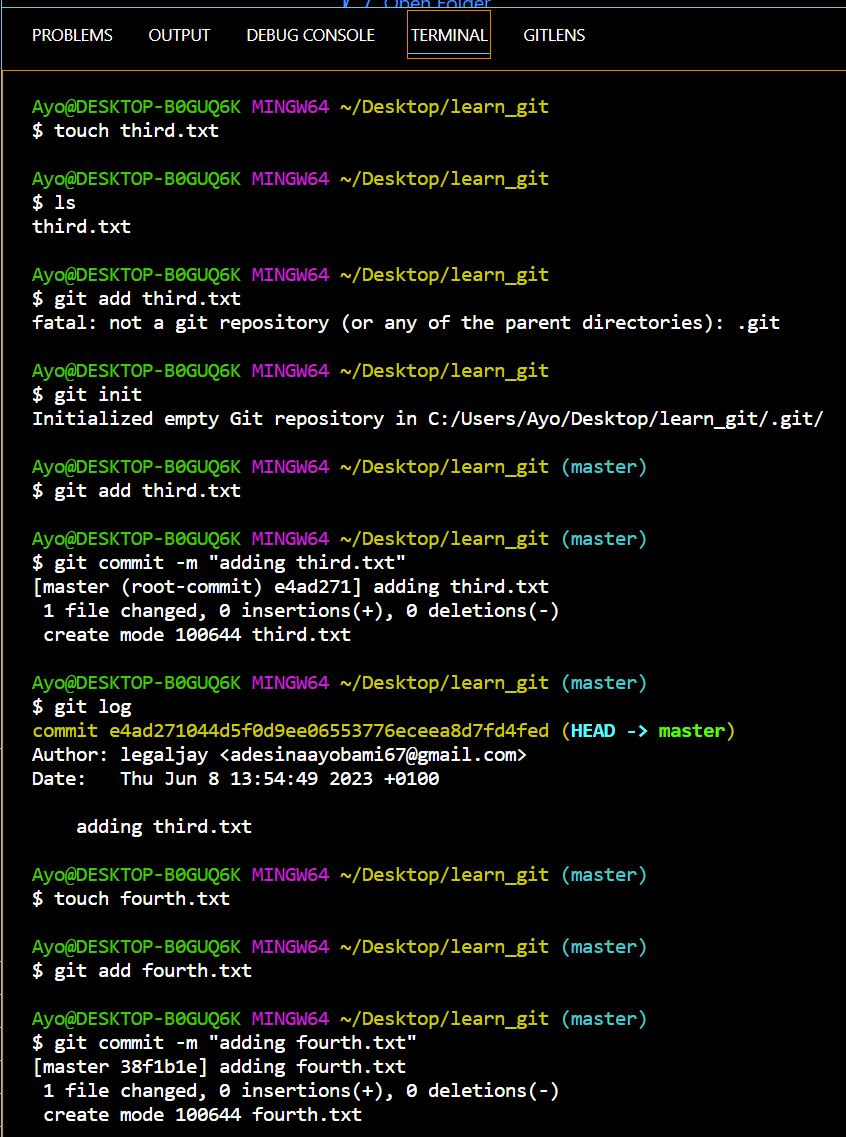 Open Folder
PROBLEMS OUTPUT DEBUG CONSOLE TERMINAL GITLENS
Ayo@DESKTOP-B0GUQ6K MINGW64 ~/Desktop/learn_git
$ touch third.txt
Ayo@DESKTOP-B0GUQ6K MINGW64 ~/Desktop/learn_git
$ ls
third.txt
Ayo@DESKTOP-B0GUQ6K MINGW64 ~/Desktop/learn_git
$ git add third.txt
fatal: not a git repository (or any of the parent directories): .git
Ayo@DESKTOP-B0GUQ6K MINGW64 ~/Desktop/learn_git
$ git init
Initialized empty Git repository in C:/Users/Ayo/Desktop/learn_git/.git/
Ayo@DESKTOP-B0GUQ6K MINGW64 ~/Desktop/learn_git (master)
$ git add third.txt
Ayo@DESKTOP-B0GUQ6K MINGW64 ~/Desktop/learn_git (master)
$ git commit -m "adding third.txt"
[master (root-commit) e4ad271] adding third.txt
 1 file changed, 0 insertions(+), 0 deletions(-)
 create mode 100644 third.txt
Ayo@DESKTOP-B0GUQ6K MINGW64 ~/Desktop/learn_git (master)
$ git log
commit e4ad271044d5f0d9ee06553776eceea8d7fd4fed (HEAD -> master)
Author: legaljay <adesinaayobami67@gmail.com>
Date:   Thu Jun 8 13:54:49 2023 +0100
    adding third.txt
Ayo@DESKTOP-B0GUQ6K MINGW64 ~/Desktop/learn_git (master)
$ touch fourth.txt
Ayo@DESKTOP-B0GUQ6K MINGW64 ~/Desktop/learn_git (master)
$ git add fourth.txt
Ayo@DESKTOP-B0GUQ6K MINGW64 ~/Desktop/learn_git (master)
$ git commit -m "adding fourth.txt"
[master 38f1b1e] adding fourth.txt
 1 file changed, 0 insertions(+), 0 deletions(-)
 create mode 100644 fourth.txt